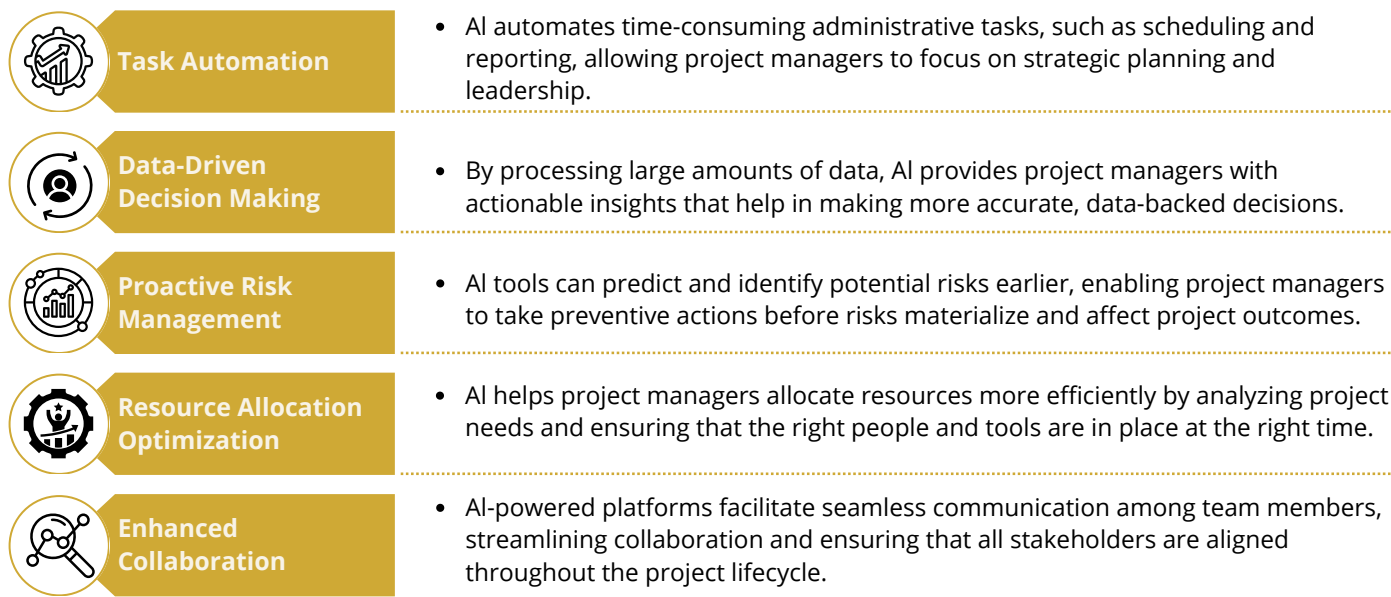 Task Automation
• AI automates time-consuming administrative tasks, such as scheduling and
reporting, allowing project managers to focus on strategic planning and
leadership.
Data-Driven
Decision Making
• By processing large amounts of data, AI provides project managers with
actionable insights that help in making more accurate, data-backed decisions.
Proactive Risk
Management
• AI tools can predict and identify potential risks earlier, enabling project managers
to take preventive actions before risks materialize and affect project outcomes.
Resource Allocation
Optimization
• AI helps project managers allocate resources more efficiently by analyzing project
needs and ensuring that the right people and tools are in place at the right time.
Enhanced
Collaboration
• AI-powered platforms facilitate seamless communication among team members,
streamlining collaboration and ensuring that all stakeholders are aligned
throughout the project lifecycle.